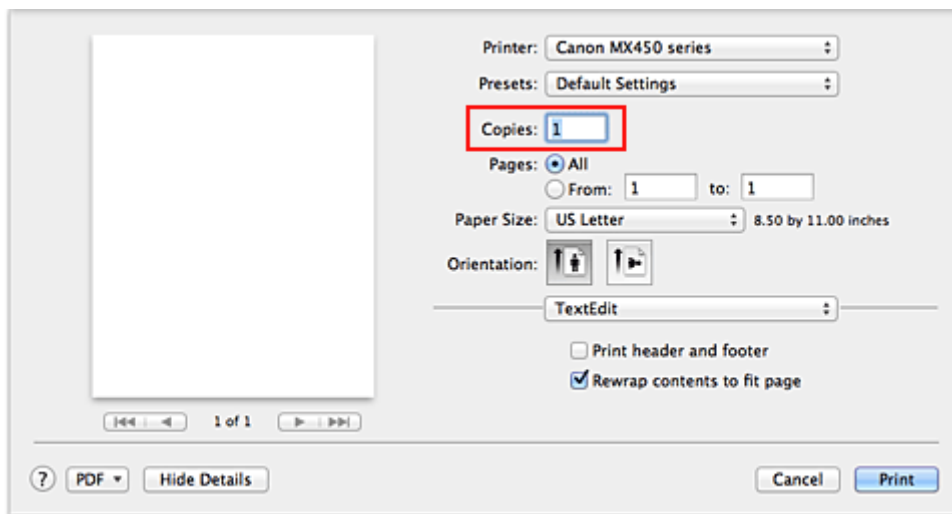 Printer: Canon MX450 series
Presets: Default Settings
Copies: 1
Pages: All
From: 1 to: 1
Paper Size: US Letter 8.50 by 11.00 inches
Orientation:
TextEdit
Print header and footer
Rewrap contents to fit page
1 of 1
? PDF Hide Details Cancel Print